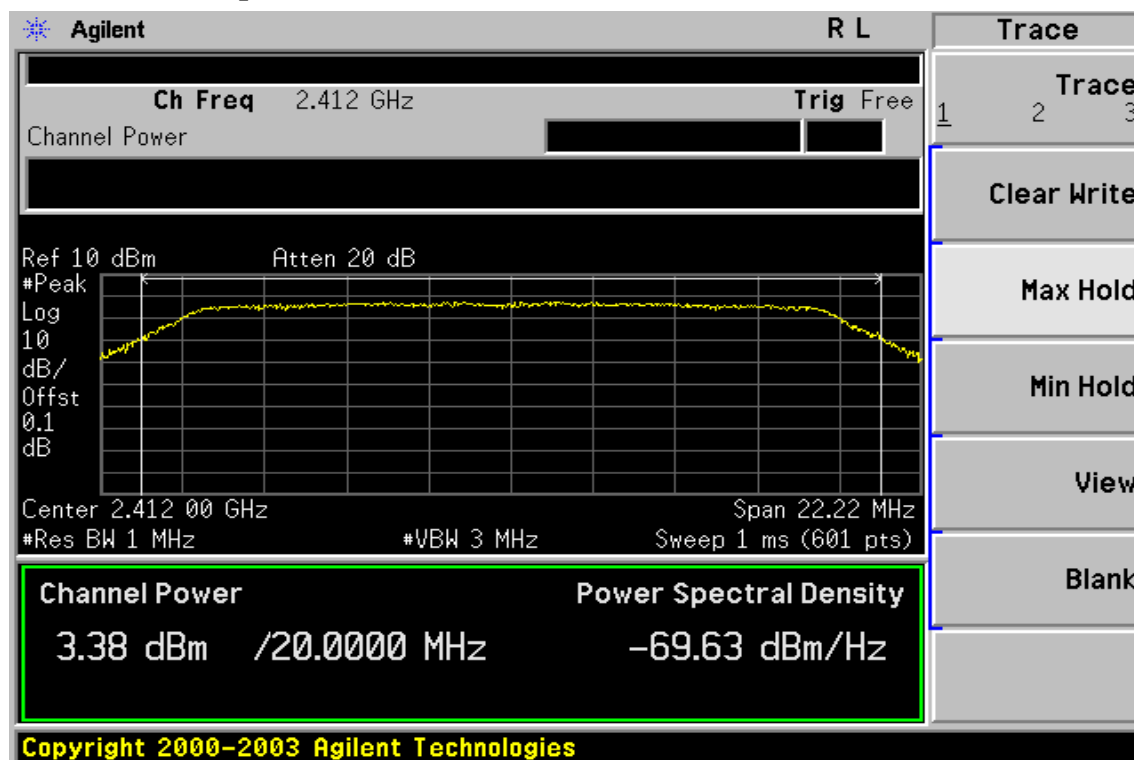 Agilent R L Trace
Ch Freq 2.412 GHz Trig Free
Channel Power
Trace
1 2 3
Clear Write
Ref 10 dBm Atten 20 dB
#Peak
Log
10
dB/
Offst
0.1
dB
Max Hold
Min Hold
View
Center 2.412 00 GHz Span 22.22 MHz
#Res BW 1 MHz #VBW 3 MHz Sweep 1 ms (601 pts)
Blank
Channel Power Power Spectral Density
3.38 dBm /20.0000 MHz -69.63 dBm/Hz
Copyright 2000-2003 Agilent Technologies